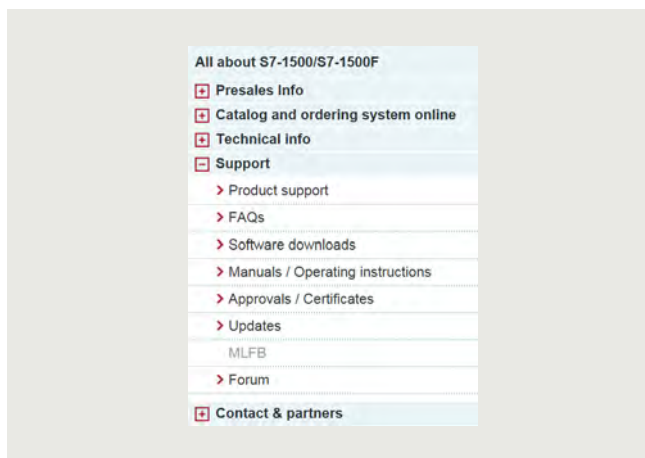 All about S7-1500/S7-1500F
Presales Info
Catalog and ordering system online
Technical info
Support
Product support
FAQs
Software downloads
Manuals / Operating instructions
Approvals / Certificates
Updates
MLFB
Forum
Contact & partners